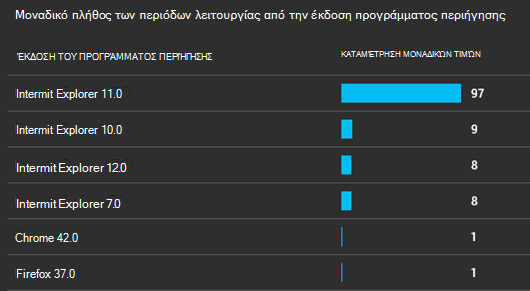 Μοναδικό πλήθος των περιόδων λειτουργίας από την έκδοση προγράμματος περιήγησης
ΈΚΔΟΣΗ ΤΟΥ ΠΡΟΓΡΆΜΜΑΤΟΣ ΠΕΡΙΉΓΗΣΗΣ ΚΑΤΑΜΈΤΡΗΣΗ ΜΟΝΑΔΙΚΏΝ ΤΙΜΏΝ
Intermit Explorer 11.0 97
Intermit Explorer 10.0 9
Intermit Explorer 12.0 8
Intermit Explorer 7.0 8
Chrome 42.0 1
Firefox 37.0 1